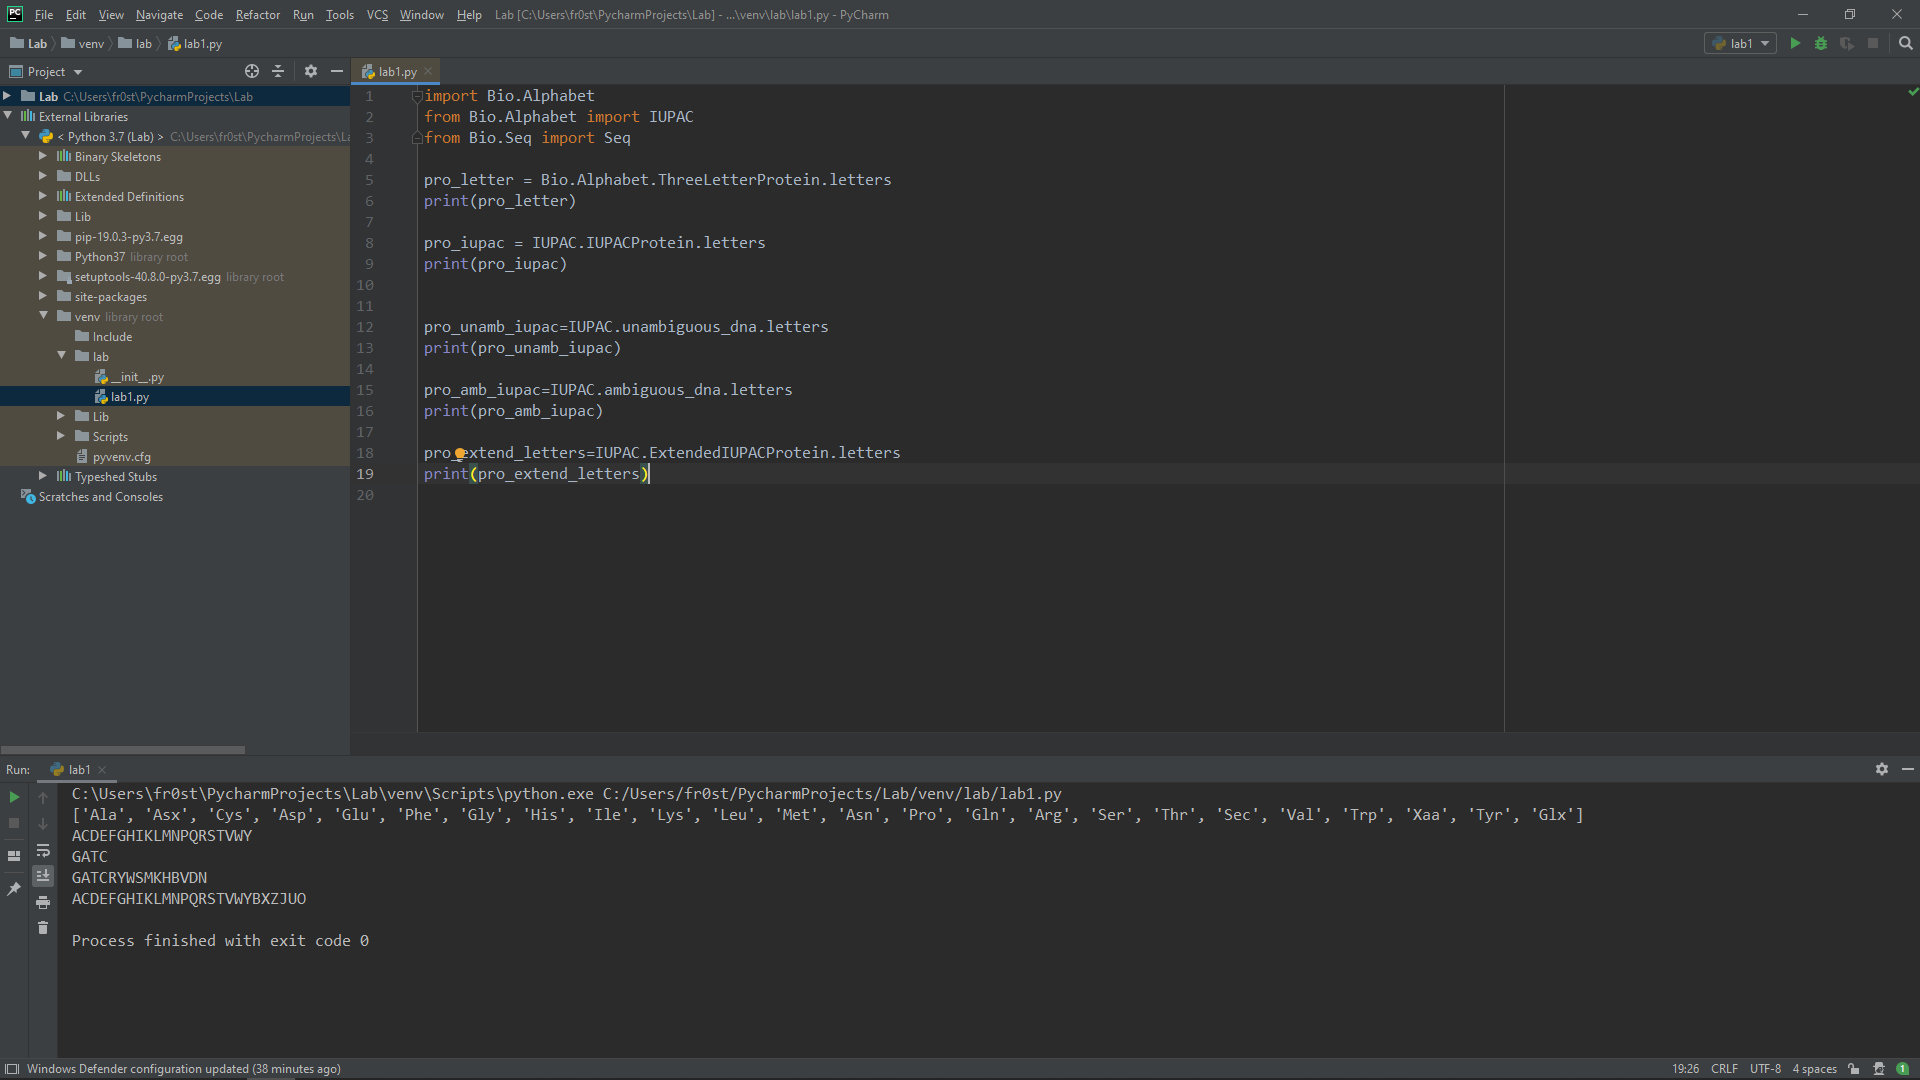 PC File Edit View Navigate Code Refactor Run Tools VCS Window Help Lab [C:\Users\fr0st\PycharmProjects\Lab] - ...\venv\lab\lab1.py - PyCharm
Lab venv lab lab1.py lab1
Project lab1.py
Lab C:\Users\fr0st\PycharmProjects\Lab
External Libraries
< Python 3.7 (Lab) > C:\Users\fr0st\PycharmProjects\La
Binary Skeletons
DLLs
Extended Definitions
Lib
pip-19.0.3-py3.7.egg
Python37 library root
setuptools-40.8.0-py3.7.egg library root
site-packages
venv library root
Include
lab
__init__.py
lab1.py
Lib
Scripts
pyvenv.cfg
Typeshed Stubs
Scratches and Consoles
1 import Bio.Alphabet
2 from Bio.Alphabet import IUPAC
3 from Bio.Seq import Seq
4
5 pro_letter = Bio.Alphabet.ThreeLetterProtein.letters
6 print(pro_letter)
7
8 pro_iupac = IUPAC.IUPACProtein.letters
9 print(pro_iupac)
10
11
12 pro_unamb_iupac=IUPAC.unambiguous_dna.letters
13 print(pro_unamb_iupac)
14
15 pro_amb_iupac=IUPAC.ambiguous_dna.letters
16 print(pro_amb_iupac)
17
18 pro_extend_letters=IUPAC.ExtendedIUPACProtein.letters
19 print(pro_extend_letters)
20
Run: lab1
C:\Users\fr0st\PycharmProjects\Lab\venv\Scripts\python.exe C:/Users/fr0st/PycharmProjects/Lab/venv/lab/lab1.py
['Ala', 'Asx', 'Cys', 'Asp', 'Glu', 'Phe', 'Gly', 'His', 'Ile', 'Lys', 'Leu', 'Met', 'Asn', 'Pro', 'Gln', 'Arg', 'Ser', 'Thr', 'Sec', 'Val', 'Trp', 'Xaa', 'Tyr', 'Glx']
ACDEFGHIKLMNPQRSTVWY
GATC
GATCRYWSMKHBVDN
ACDEFGHIKLMNPQRSTVWYBXZJUO
Process finished with exit code 0
Windows Defender configuration updated (38 minutes ago) 19:26 CRLF UTF-8 4 spaces 1